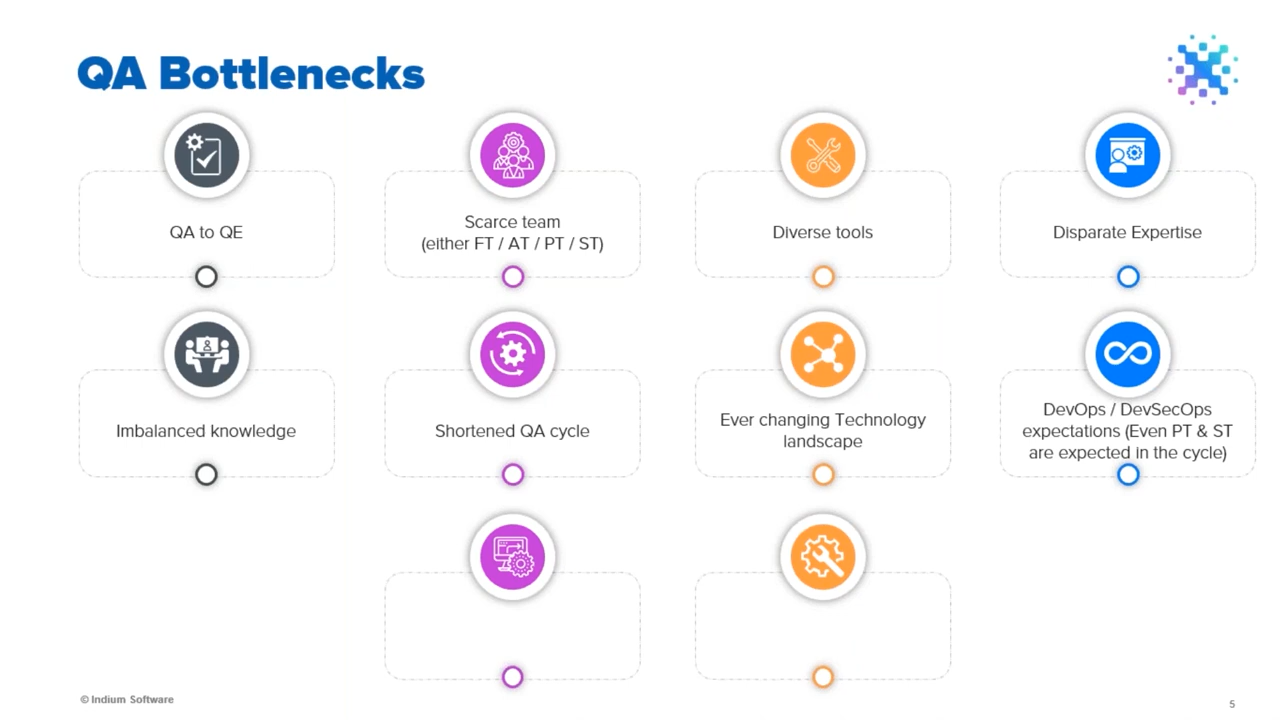 QA Bottlenecks
QA to QE
Scarce team
(either FT / AT / PT / ST)
Diverse tools
Disparate Expertise
Imbalanced knowledge
Shortened QA cycle
Ever changing Technology
landscape
DevOps / DevSecOps
expectations (Even PT & ST
are expected in the cycle)
© Indium Software
5